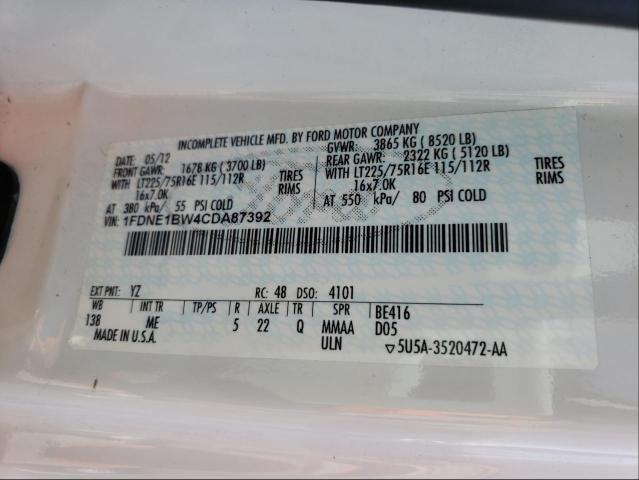 INCOMPLETE VEHICLE MFD. BY FORD MOTOR COMPANY
DATE: 05/12 GVWR: 3865 KG ( 8520 LB)
FRONT GAWR: 1678 KG ( 3700 LB) REAR GAWR: 2322 KG ( 5120 LB)
WITH LT225/75R16E 115/112R TIRES WITH LT225/75R16E 115/112R TIRES
16x7.0K RIMS 16x7.0K RIMS
AT 380 kPa/ 55 PSI COLD AT 550 kPa/ 80 PSI COLD
VIN: 1FDNE1BW4CDA87392
EXT PNT: YZ RC: 48 DSO: 4101
WB INT TR TP/PS R AXLE TR SPR BE416
138 ME 5 22 Q MMAA D05
MADE IN U.S.A. ULN ▽5U5A-3520472-AA